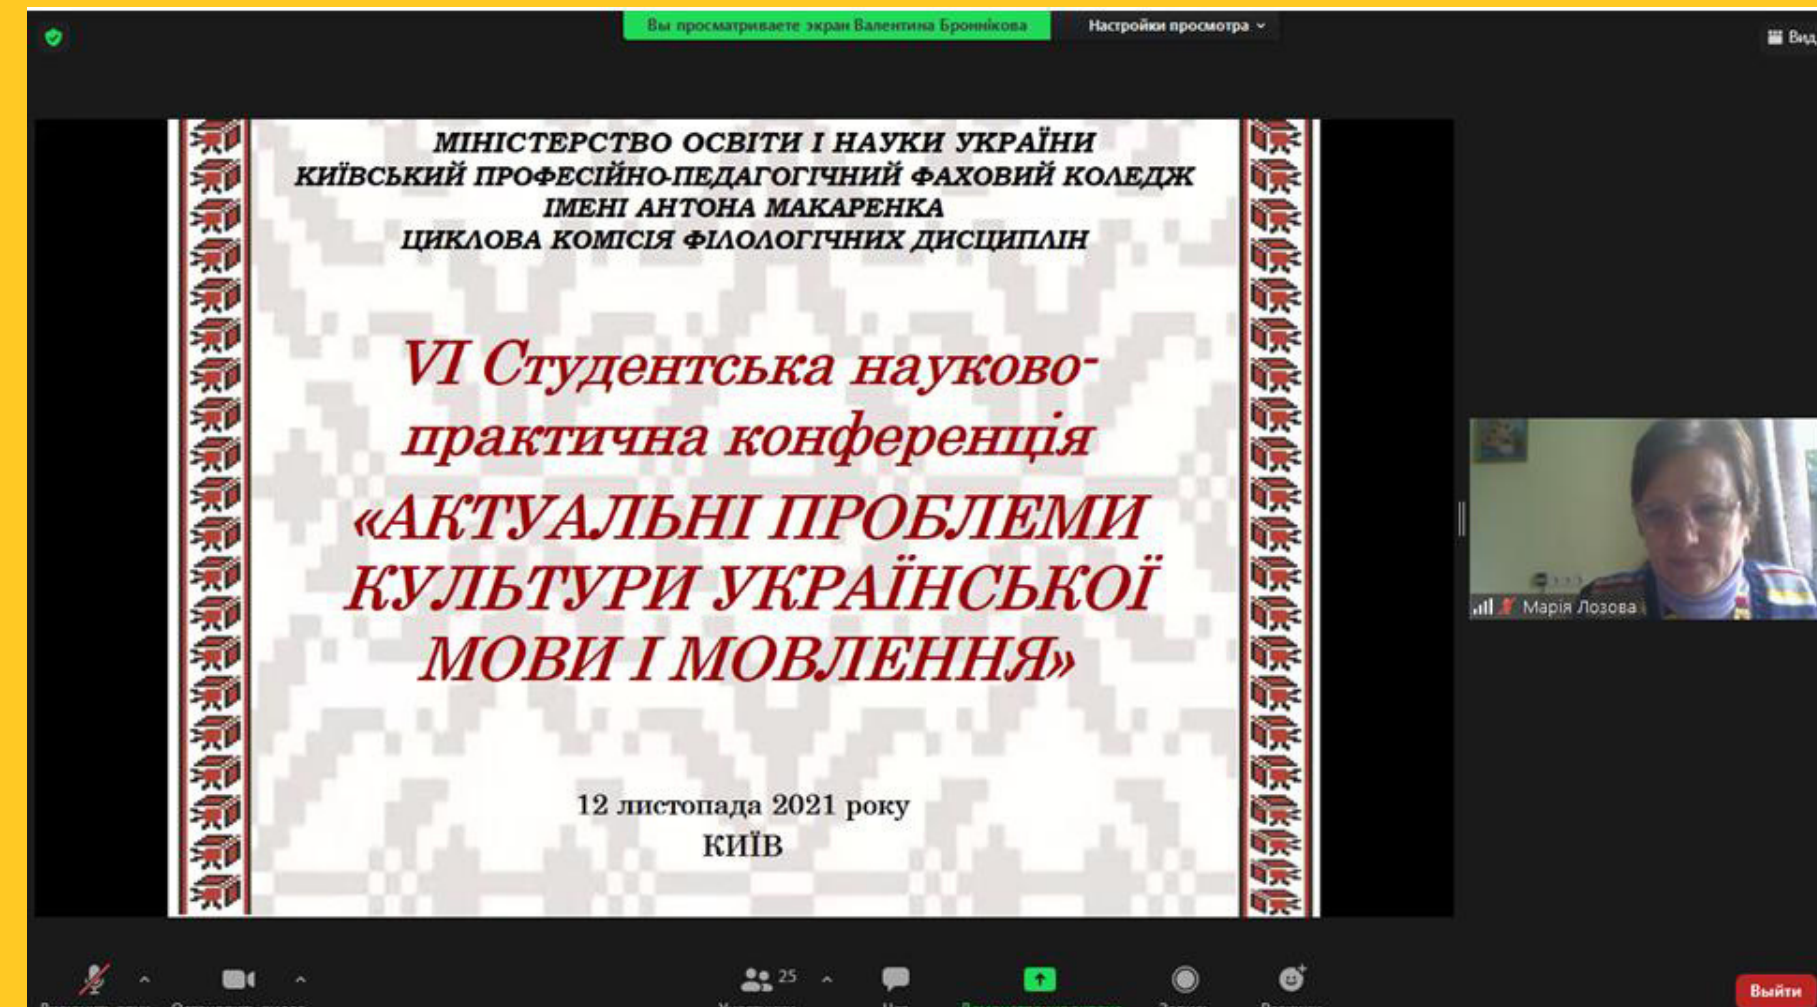 Вы просматриваете экран ВалентинаБроннікова
Настройки просмотра
Вид
МІНІСТЕРСТВО ОСВІТИ І НАУКИ УКРАЇНИ
КИЇВСЬКИЙ ПРОФЕСІЙНО-ПЕДАГОГІЧНИЙ ФАХОВИЙ КОЛЕДЖ
ІМЕНІ АНТОНА МАКАРЕНКА
ЦИКЛОВА КОМІСІЯ ФІЛОЛОГІЧНИХ ДИСЦИПЛІН
VI Студентська науково-
практична конференція
«АКТУАЛЬНІ ПРОБЛЕМИ
КУЛЬТУРИ УКРАЇНСЬКОЇ
МОВИ І МОВЛЕННЯ»
12 листопада 2021 року
КИЇВ
Марія Лозова
25
Выйти